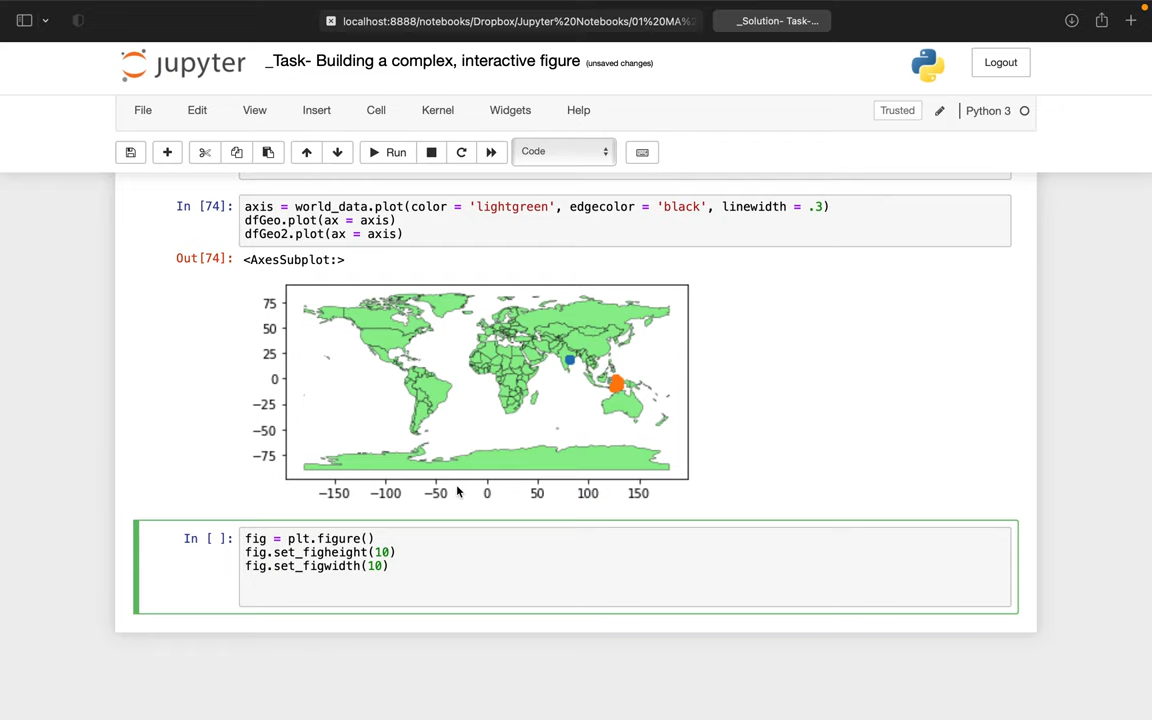 localhost:8888/notebooks/Dropbox/Jupyter%20Notebooks/01%20MA%
_Solution- Task-...
jupyter
_Task- Building a complex, interactive figure (unsaved changes)
Logout
File Edit View Insert Cell Kernel Widgets Help
Trusted
Python 3
Run
Code
In [74]:
axis = world_data.plot(color = 'lightgreen', edgecolor = 'black', linewidth = .3)
dfGeo.plot(ax = axis)
dfGeo2.plot(ax = axis)
Out[74]: <AxesSubplot:>
75
50
25
0
−25
−50
−75
−150 −100 −50 0 50 100 150
In [ ]:
fig = plt.figure()
fig.set_figheight(10)
fig.set_figwidth(10)